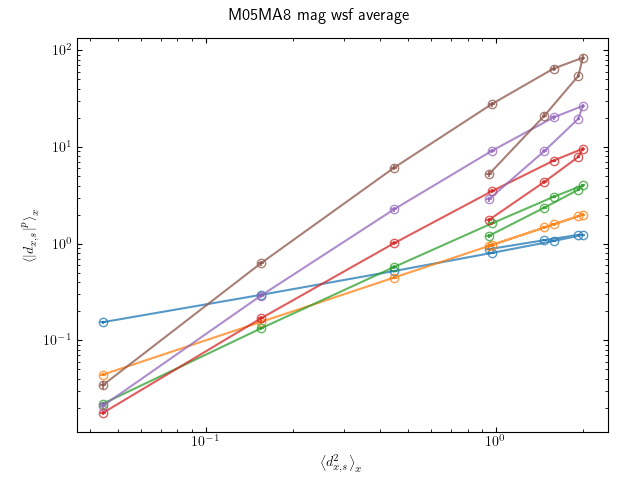 M05MA8 mag wsf average
10²
10¹
10⁰
10⁻¹
⟨|d_{x,s}|^p⟩_x
10⁻¹
10⁰
⟨d²_{x,s}⟩_x